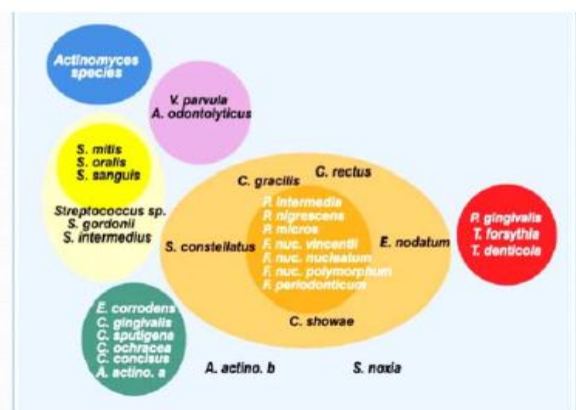 Actinomyces
species
V. parvula
A. odontolyticus
S. mitis
S. oralis
S. sanguis
Streptococcus sp.
S. gordonii
S. intermedius
C. gracilis
C. rectus
P. intermedia
P. nigrescens
P. micros
F. nuc. vincentii
F. nuc. nucleatum
F. nuc. polymorphum
F. periodonticum
S. constellatus
E. nodatum
C. showae
P. gingivalis
T. forsythia
T. denticola
E. corrodens
C. gingivalis
C. sputigena
C. ochracea
C. concisus
A. actino. a
A. actino. b
S. noxia